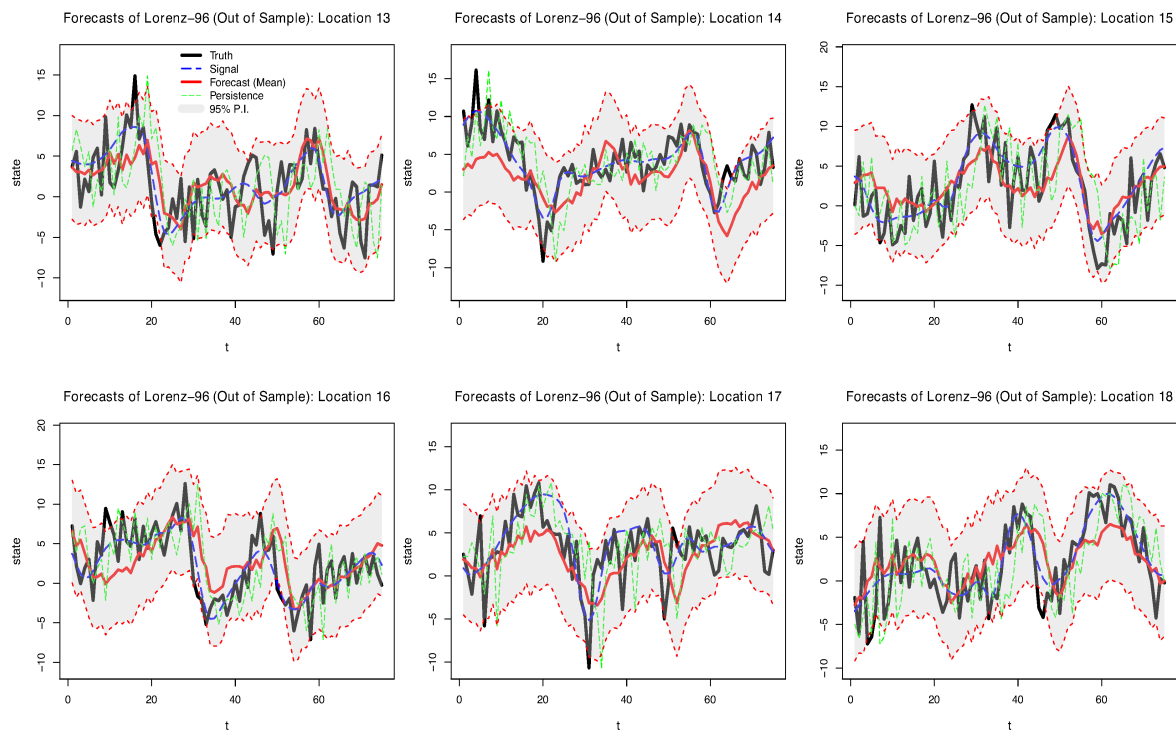 Forecasts of Lorenz−96 (Out of Sample): Location 13
Forecasts of Lorenz−96 (Out of Sample): Location 14
Forecasts of Lorenz−96 (Out of Sample): Location 15
Truth
Signal
Forecast (Mean)
Persistence
95% P.I.
state
15
10
5
0
−5
−10
0 20 40 60
t
state
15
10
5
0
−5
−10
0 20 40 60
t
state
20
15
10
5
0
−5
−10
0 20 40 60
t
Forecasts of Lorenz−96 (Out of Sample): Location 16
Forecasts of Lorenz−96 (Out of Sample): Location 17
Forecasts of Lorenz−96 (Out of Sample): Location 18
state
20
15
10
5
0
−5
−10
0 20 40 60
t
state
15
10
5
0
−5
−10
0 20 40 60
t
state
15
10
5
0
−5
−10
0 20 40 60
t